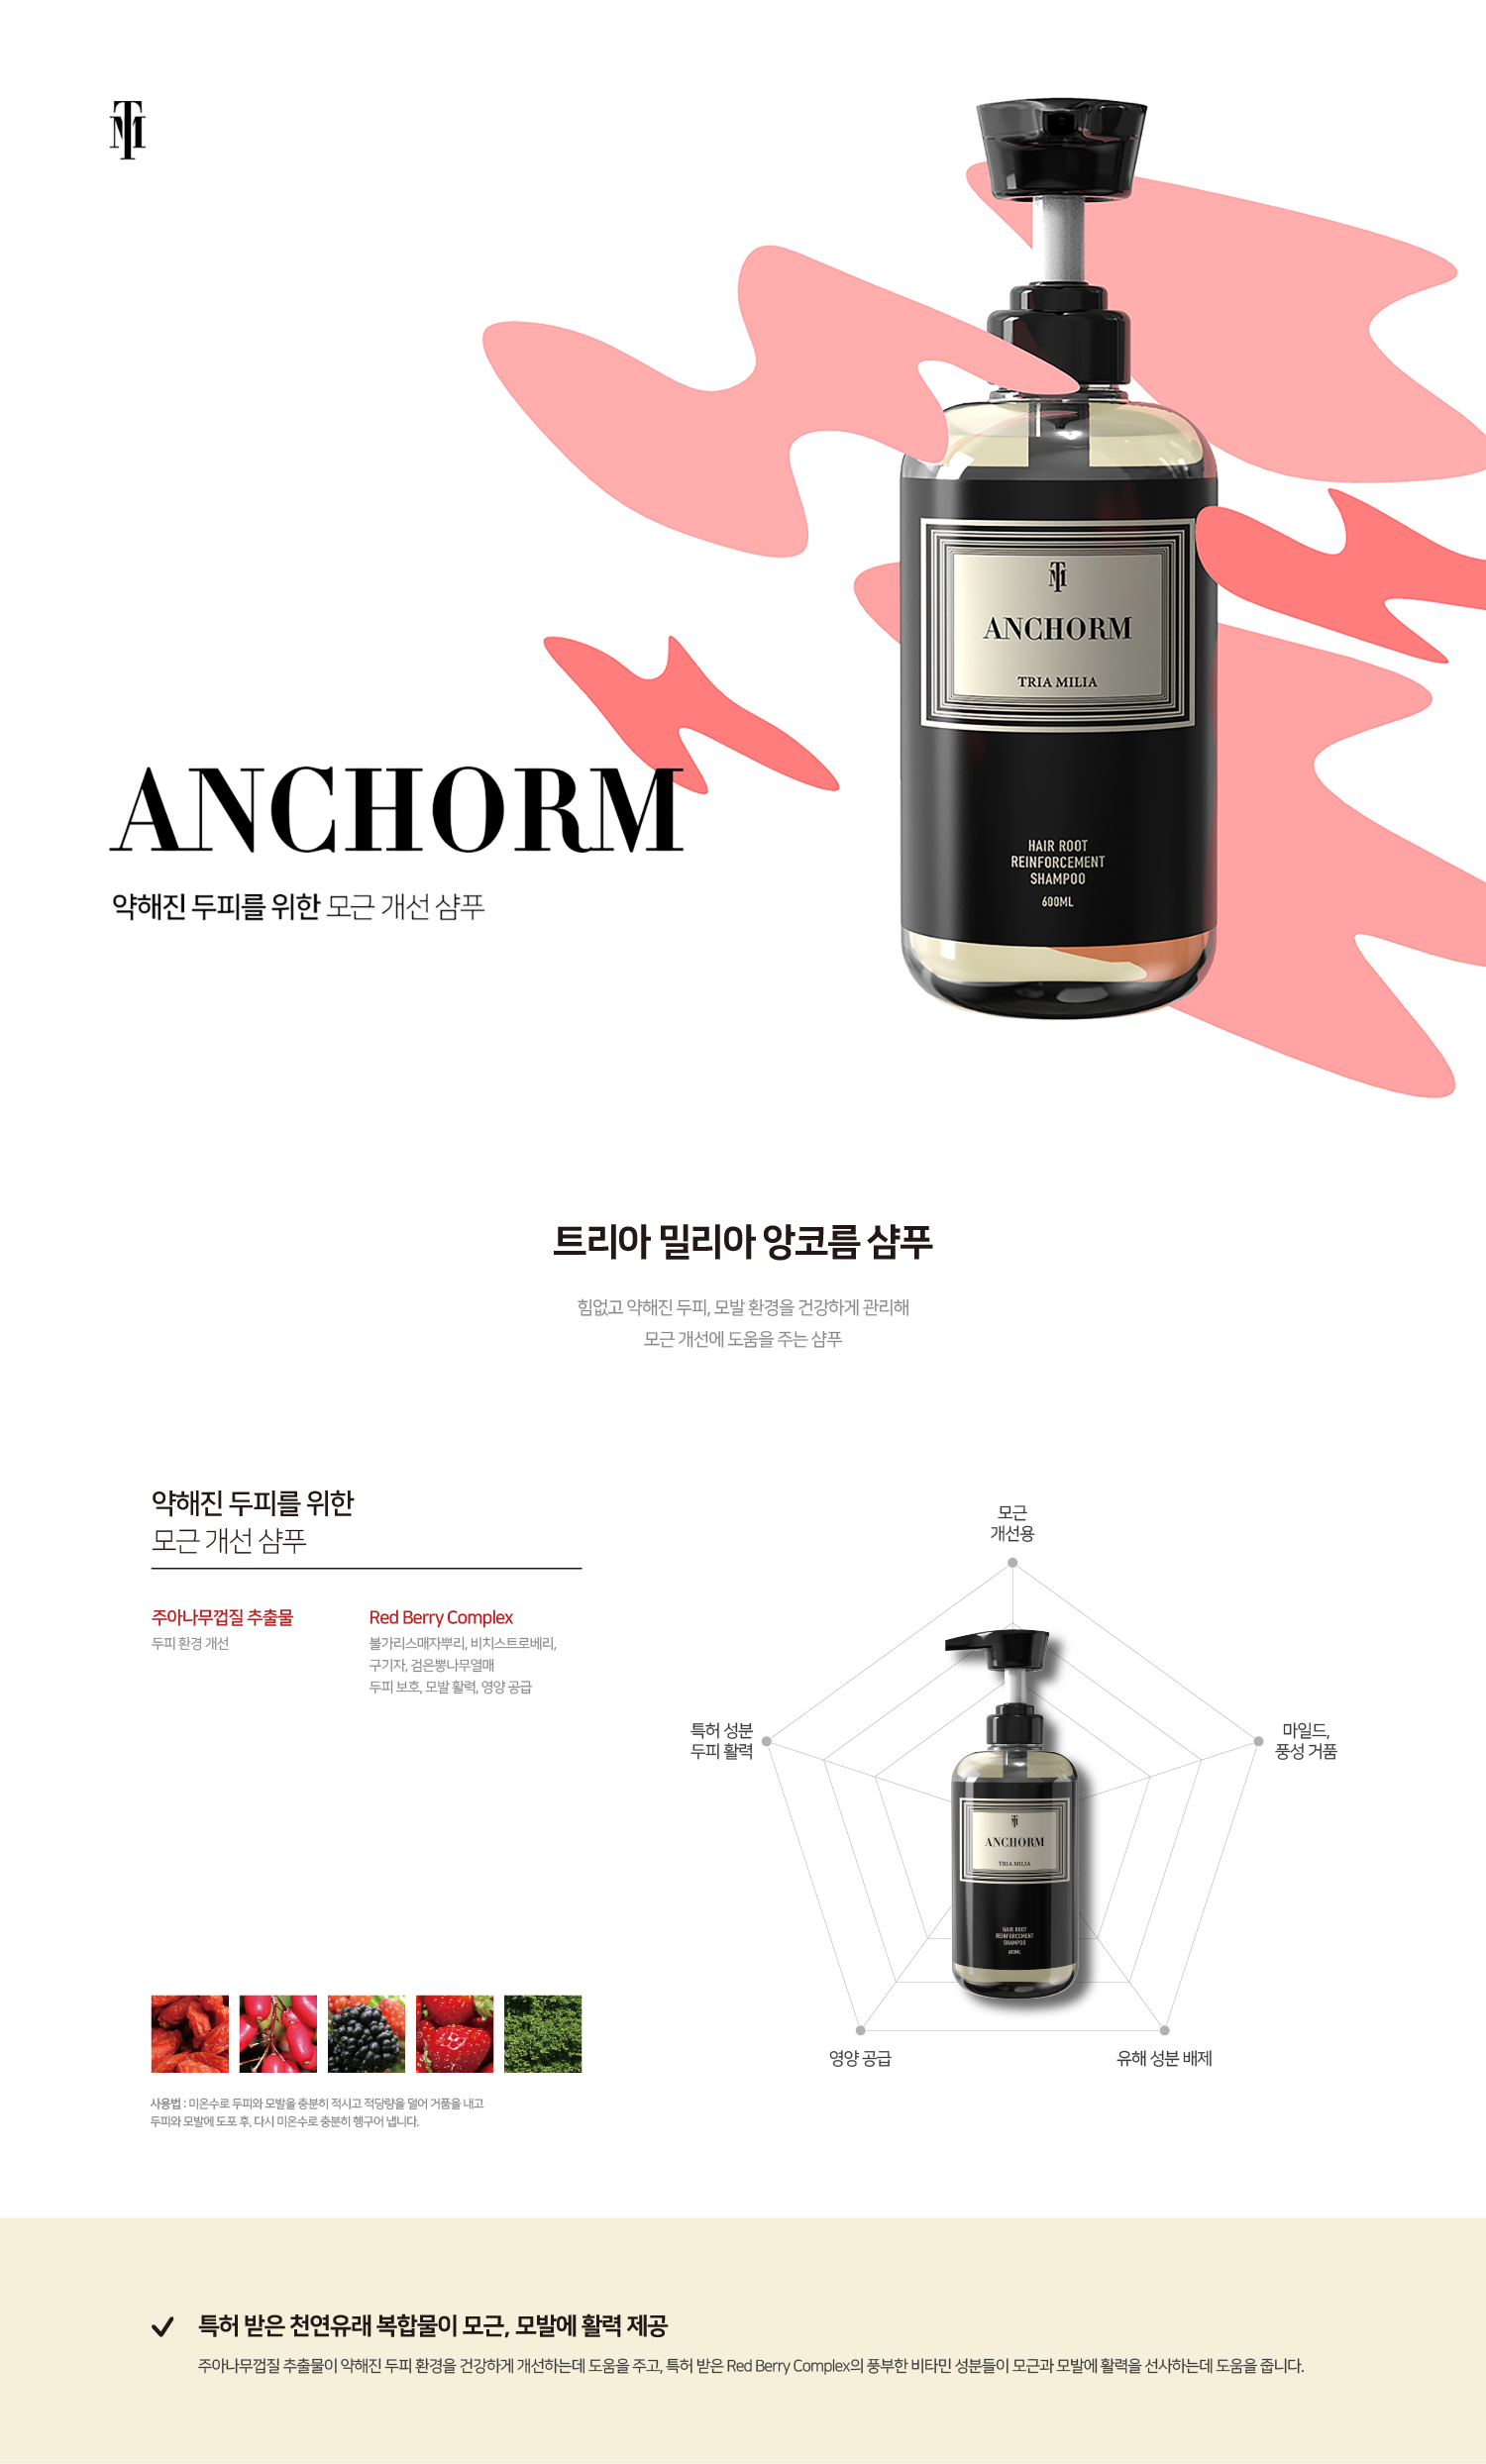 TM
ANCHORM
TRIA MILIA
HAIR ROOT
REINFORCEMENT
SHAMPOO
600ML
ANCHORM
약해진 두피를 위한 모근 개선 샴푸
트리아 밀리아 앙코름 샴푸
힘없고 약해진 두피, 모발 환경을 건강하게 관리해
모근 개선에 도움을 주는 샴푸
약해진 두피를 위한
모근 개선 샴푸
주아나무껍질 추출물
두피 환경 개선
Red Berry Complex
불가리스매자뿌리, 비치스트로베리,
구기자, 검은뽕나무열매
두피 보호, 모발 활력, 영양 공급
모근
개선용
특허 성분
두피 활력
마일드,
풍성 거품
TM
ANCHORM
TRIA MILIA
HAIR ROOT
REINFORCEMENT
SHAMPOO
600ML
영양 공급
유해 성분 배제
사용법 : 미온수로 두피와 모발을 충분히 적시고 적당량을 덜어 거품을 내고
두피와 모발에 도포 후, 다시 미온수로 충분히 헹구어 냅니다.
특허 받은 천연유래 복합물이 모근, 모발에 활력 제공
주아나무껍질 추출물이 약해진 두피 환경을 건강하게 개선하는데 도움을 주고, 특허 받은 Red Berry Complex의 풍부한 비타민 성분들이 모근과 모발에 활력을 선사하는데 도움을 줍니다.